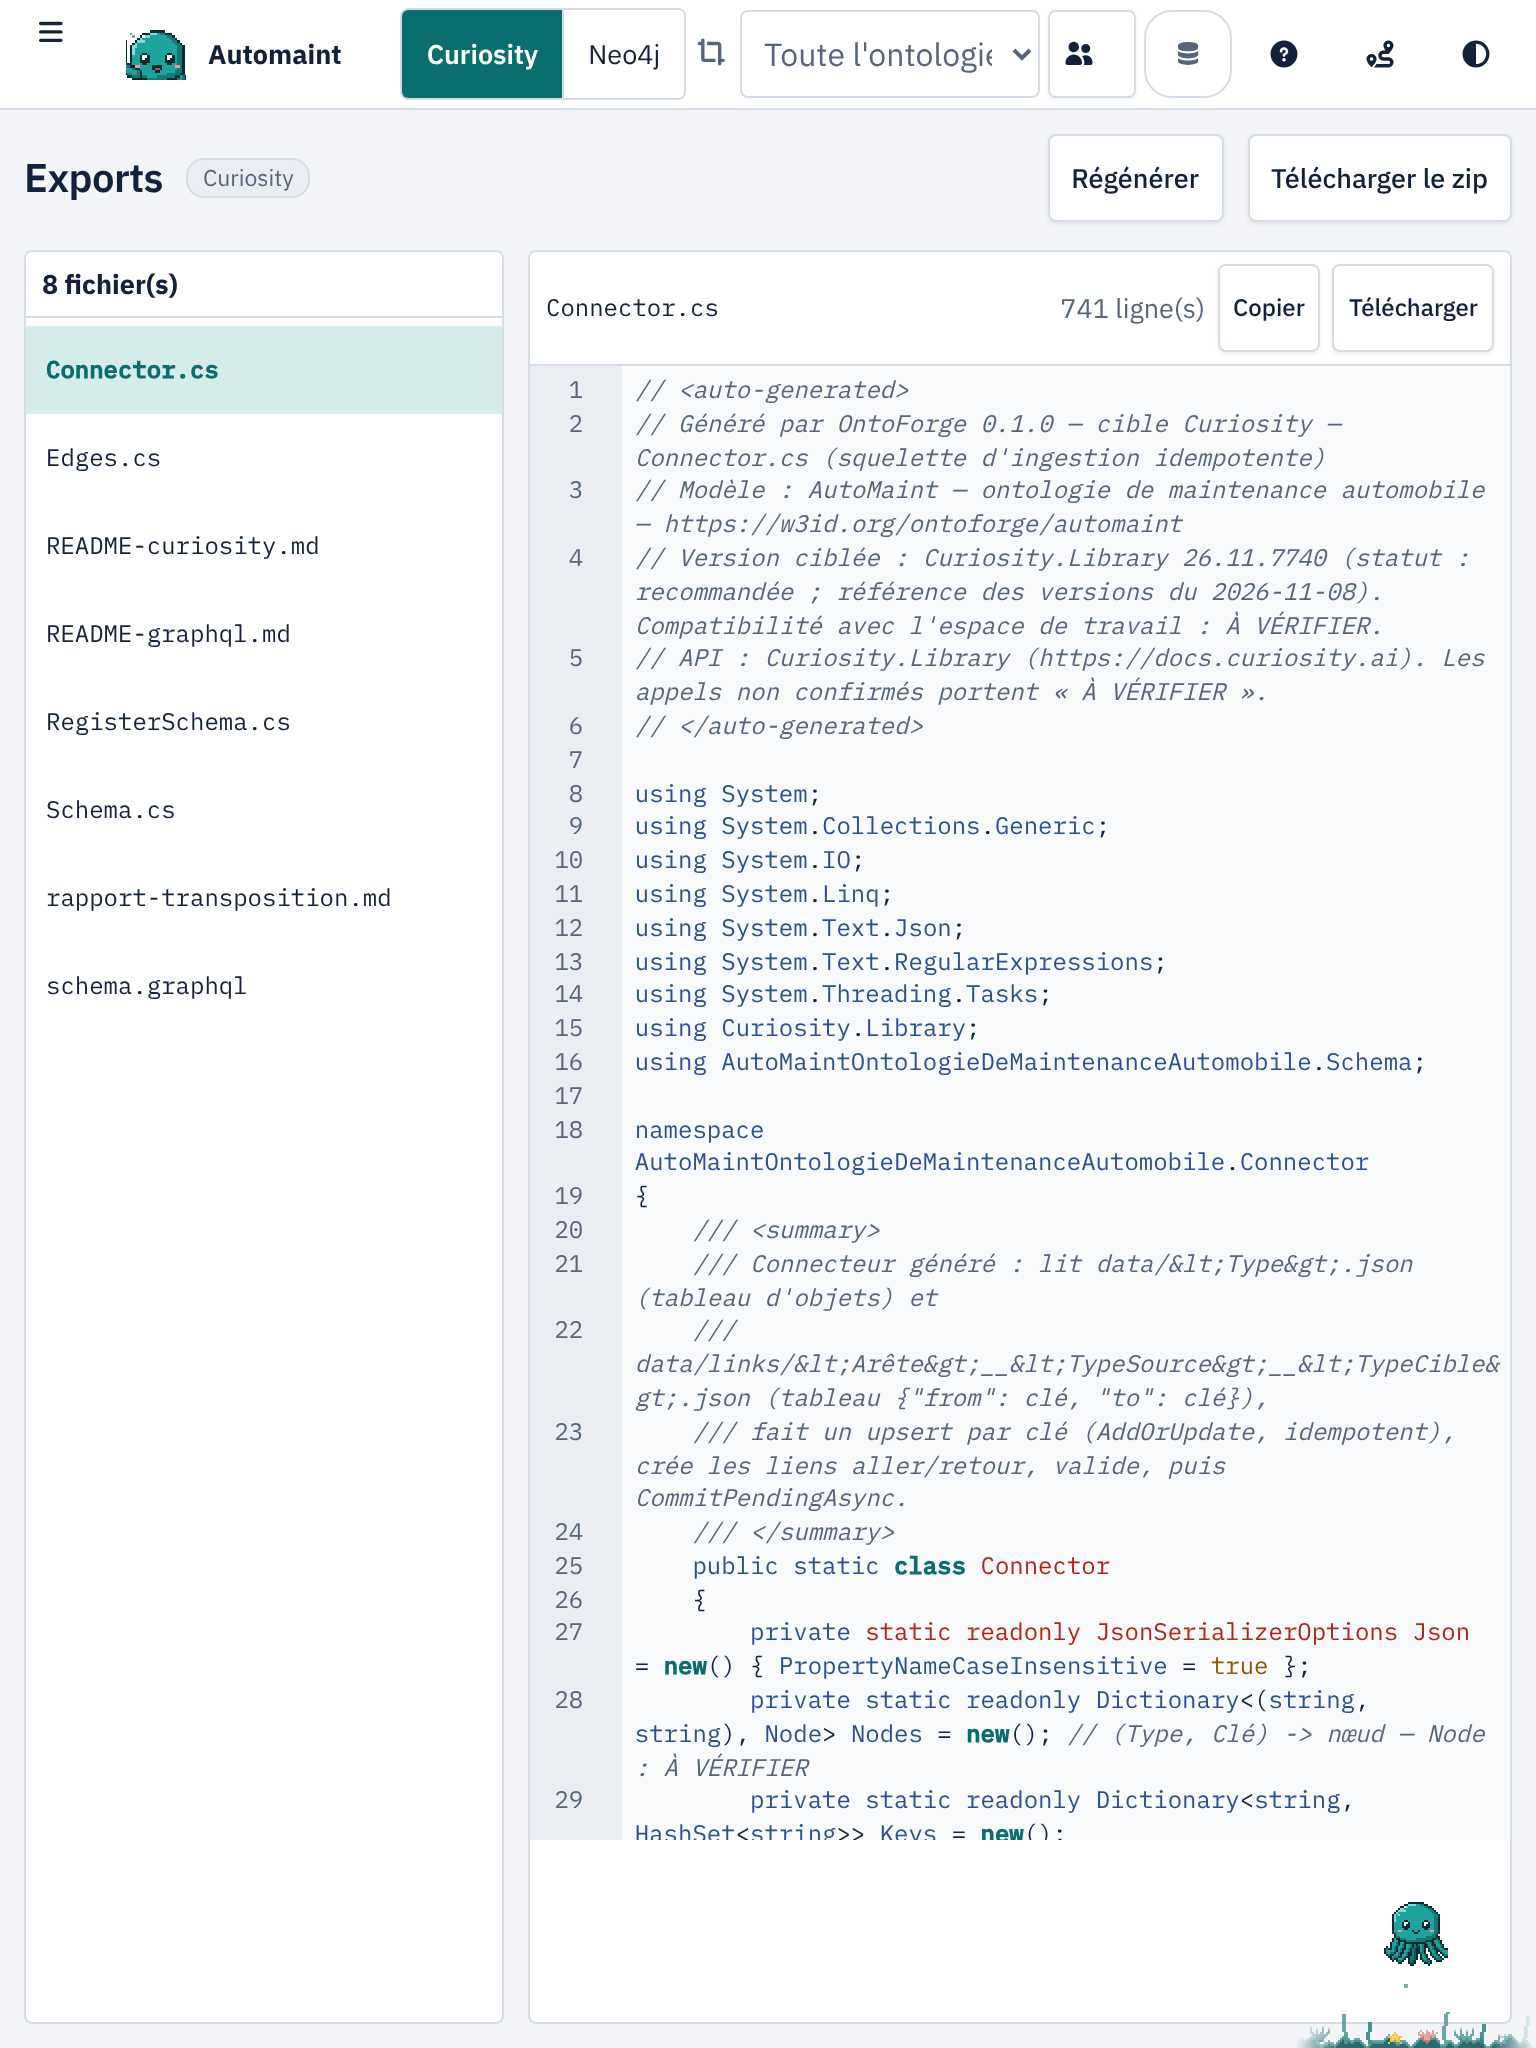 Automaint
Curiosity
Neo4j
Toute l'ontologie
Exports
Curiosity
Régénérer
Télécharger le zip
8 fichier(s)
Connector.cs
Edges.cs
README-curiosity.md
README-graphql.md
RegisterSchema.cs
Schema.cs
rapport-transposition.md
schema.graphql
Connector.cs
741 ligne(s)
Copier
Télécharger
1 // <auto-generated>
2 // Généré par OntoForge 0.1.0 — cible Curiosity —
Connector.cs (squelette d'ingestion idempotente)
3 // Modèle : AutoMaint — ontologie de maintenance automobile
— https://w3id.org/ontoforge/automaint
4 // Version ciblée : Curiosity.Library 26.11.7740 (statut :
recommandée ; référence des versions du 2026-11-08).
Compatibilité avec l'espace de travail : À VÉRIFIER.
5 // API : Curiosity.Library (https://docs.curiosity.ai). Les
appels non confirmés portent « À VÉRIFIER ».
6 // </auto-generated>
7
8 using System;
9 using System.Collections.Generic;
10 using System.IO;
11 using System.Linq;
12 using System.Text.Json;
13 using System.Text.RegularExpressions;
14 using System.Threading.Tasks;
15 using Curiosity.Library;
16 using AutoMaintOntologieDeMaintenanceAutomobile.Schema;
17
18 namespace
AutoMaintOntologieDeMaintenanceAutomobile.Connector
19 {
20 /// <summary>
21 /// Connecteur généré : lit data/&lt;Type&gt;.json
(tableau d'objets) et
22 ///
data/links/&lt;Arête&gt;__&lt;TypeSource&gt;__&lt;TypeCible&
gt;.json (tableau {"from": clé, "to": clé}),
23 /// fait un upsert par clé (AddOrUpdate, idempotent),
crée les liens aller/retour, valide, puis
CommitPendingAsync.
24 /// </summary>
25 public static class Connector
26 {
27 private static readonly JsonSerializerOptions Json
= new() { PropertyNameCaseInsensitive = true };
28 private static readonly Dictionary<(string,
string), Node> Nodes = new(); // (Type, Clé) -> nœud — Node
: À VÉRIFIER
29 private static readonly Dictionary<string,
HashSet<string>> Keys = new();